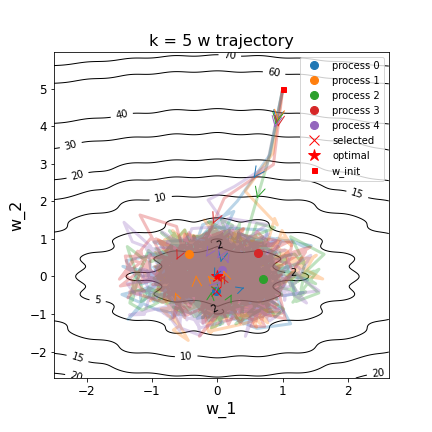 k = 5 w trajectory
process 0
process 1
process 2
process 3
process 4
selected
optimal
w_init
70
60
40
30
20
15
10
5
2
2
2
10
15
15
20
20
w_2
5
4
3
2
1
0
−1
−2
−2
−1
0
1
2
w_1